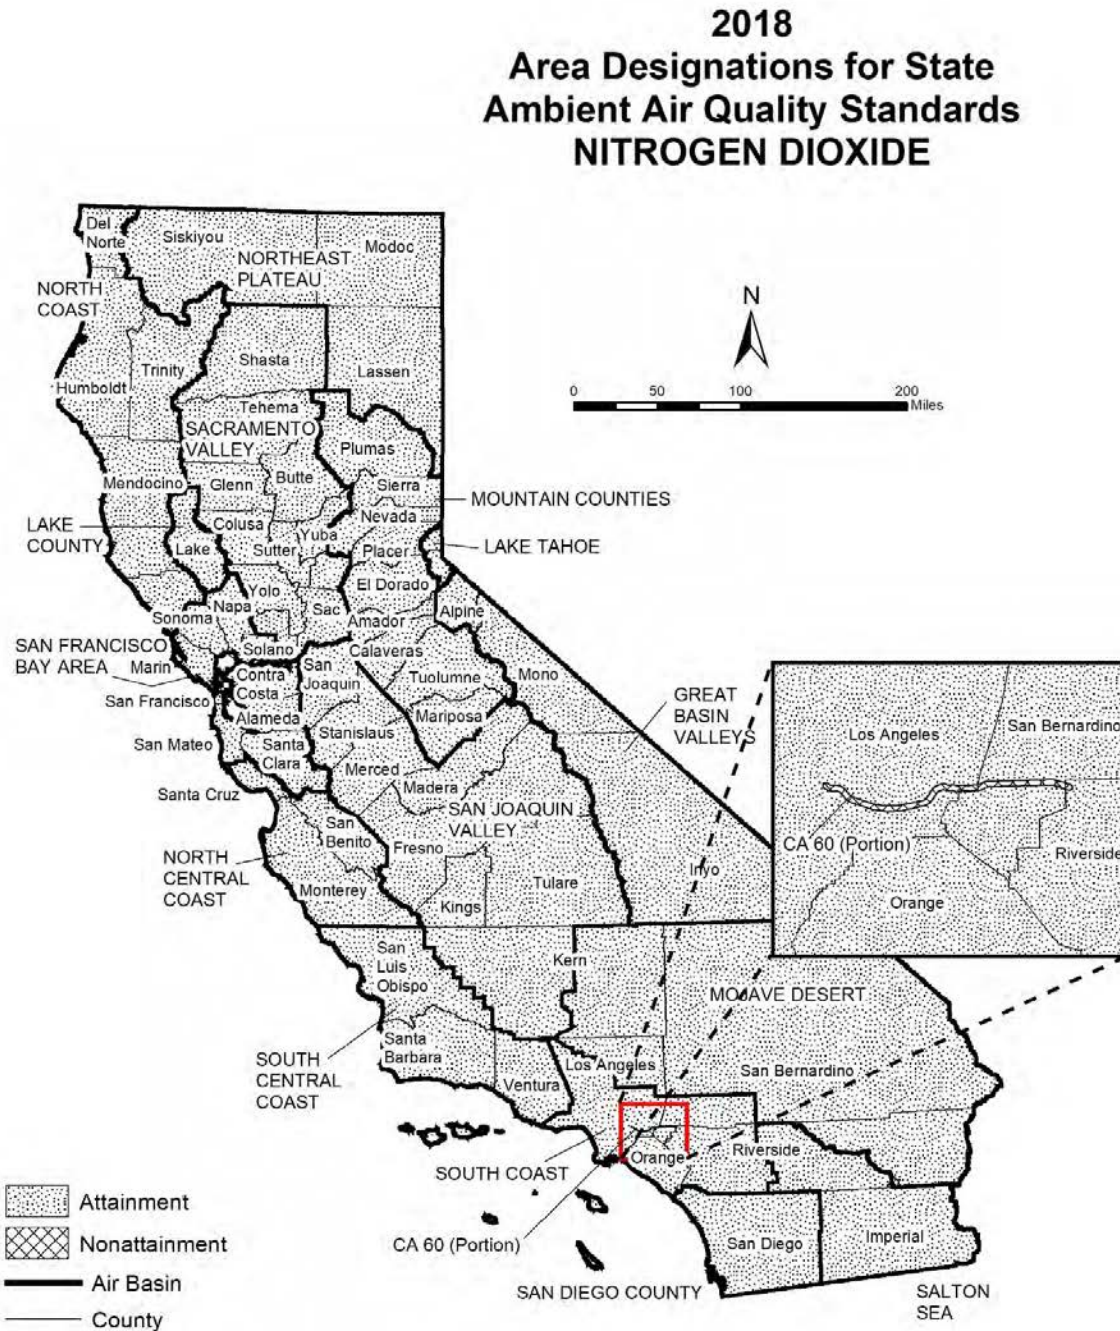 2018
Area Designations for State
Ambient Air Quality Standards
NITROGEN DIOXIDE
Del
Norte
Siskiyou
Modoc
NORTHEAST
PLATEAU
NORTH
COAST
N
Trinity
Shasta
Lassen
Humboldt
0 50 100 200
Miles
Tehema
SACRAMENTO
VALLEY
Plumas
Mendocino
Glenn
Butte
Sierra
MOUNTAIN COUNTIES
Nevada
LAKE
COUNTY
Colusa
Yuba
Lake
Sutter
Placer
LAKE TAHOE
El Dorado
Yolo
Napa
Sac
Alpine
Sonoma
Amador
SAN FRANCISCO
BAY AREA
Solano
Calaveras
Marin
San
Joaquin
Contra
Costa
Tuolumne
Mono
San Francisco
GREAT
BASIN
VALLEYS
Alameda
Mariposa
Stanislaus
San Mateo
Santa
Clara
Merced
Madera
Santa Cruz
SAN JOAQUIN
VALLEY
San
Benito
Fresno
NORTH
CENTRAL
COAST
Monterey
Tulare
Inyo
Kings
Los Angeles
San Bernardino
CA 60 (Portion)
Riverside
Orange
San
Luis
Obispo
Kern
MOJAVE DESERT
Santa
Barbara
SOUTH
CENTRAL
COAST
Los Angeles
San Bernardino
Ventura
Riverside
Orange
SOUTH COAST
CA 60 (Portion)
San Diego
Imperial
SAN DIEGO COUNTY
SALTON
SEA
Attainment
Nonattainment
Air Basin
County